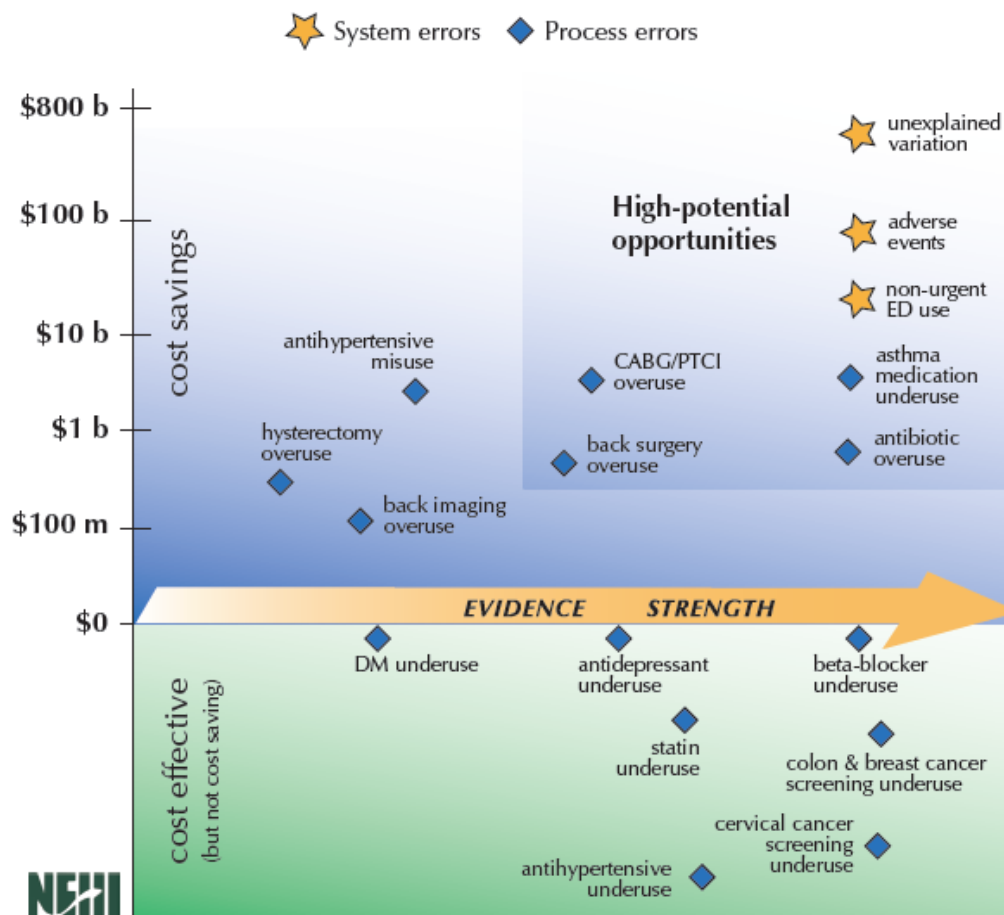 System errors
Process errors
$800 b
$100 b
$10 b
$1 b
$100 m
$0
cost savings
cost effective
(but not cost saving)
High-potential
opportunities
unexplained
variation
adverse
events
non-urgent
ED use
antihypertensive
misuse
CABG/PTCI
overuse
asthma
medication
underuse
hysterectomy
overuse
back surgery
overuse
antibiotic
overuse
back imaging
overuse
EVIDENCE STRENGTH
DM underuse
antidepressant
underuse
beta-blocker
underuse
statin
underuse
colon & breast cancer
screening underuse
cervical cancer
screening
underuse
antihypertensive
underuse
NEHI